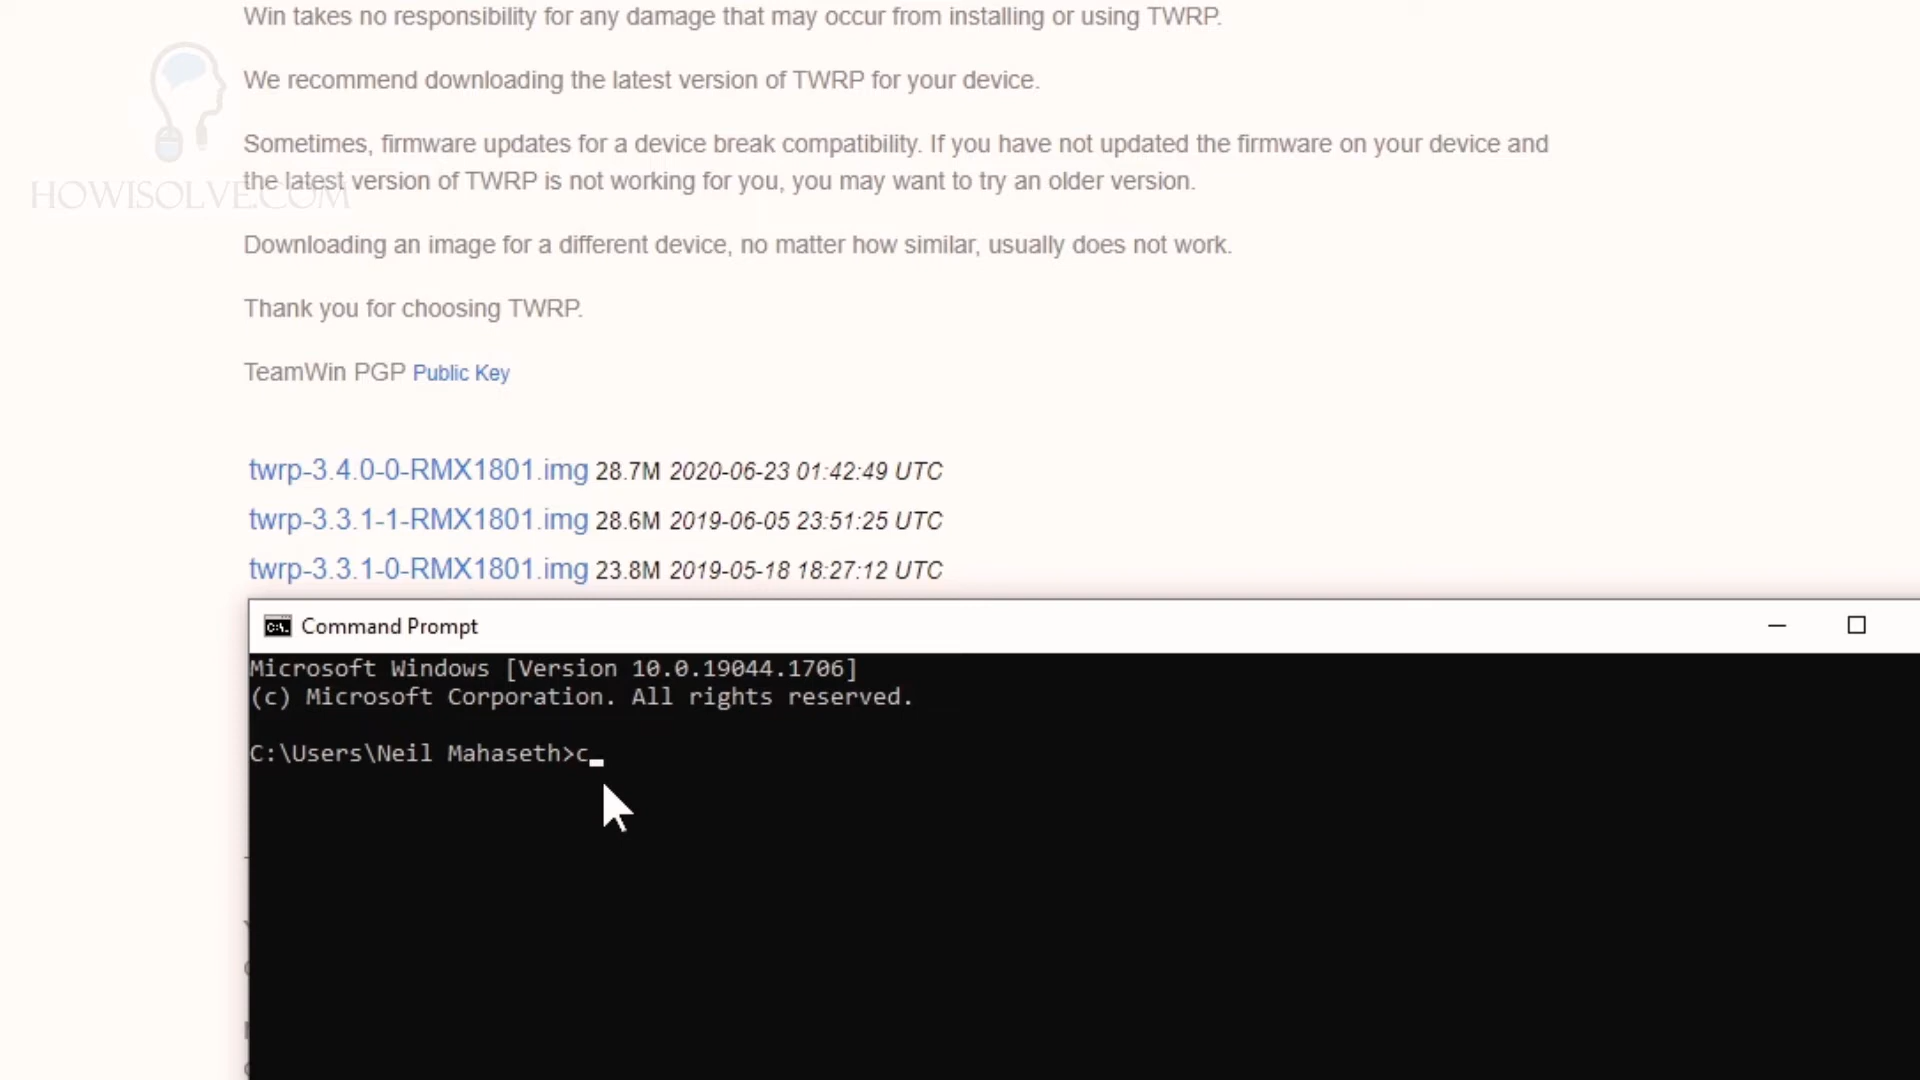 Win takes no responsibility for any damage that may occur from installing or using TWRP.
We recommend downloading the latest version of TWRP for your device.
Sometimes, firmware updates for a device break compatibility. If you have not updated the firmware on your device and
the latest version of TWRP is not working for you, you may want to try an older version.
HOWISOLVE.COM
Downloading an image for a different device, no matter how similar, usually does not work.
Thank you for choosing TWRP.
TeamWin PGP Public Key
twrp-3.4.0-0-RMX1801.img 28.7M 2020-06-23 01:42:49 UTC
twrp-3.3.1-1-RMX1801.img 28.6M 2019-06-05 23:51:25 UTC
twrp-3.3.1-0-RMX1801.img 23.8M 2019-05-18 18:27:12 UTC
C:\. Command Prompt
Microsoft Windows [Version 10.0.19044.1706]
(c) Microsoft Corporation. All rights reserved.
C:\Users\Neil Mahaseth>c